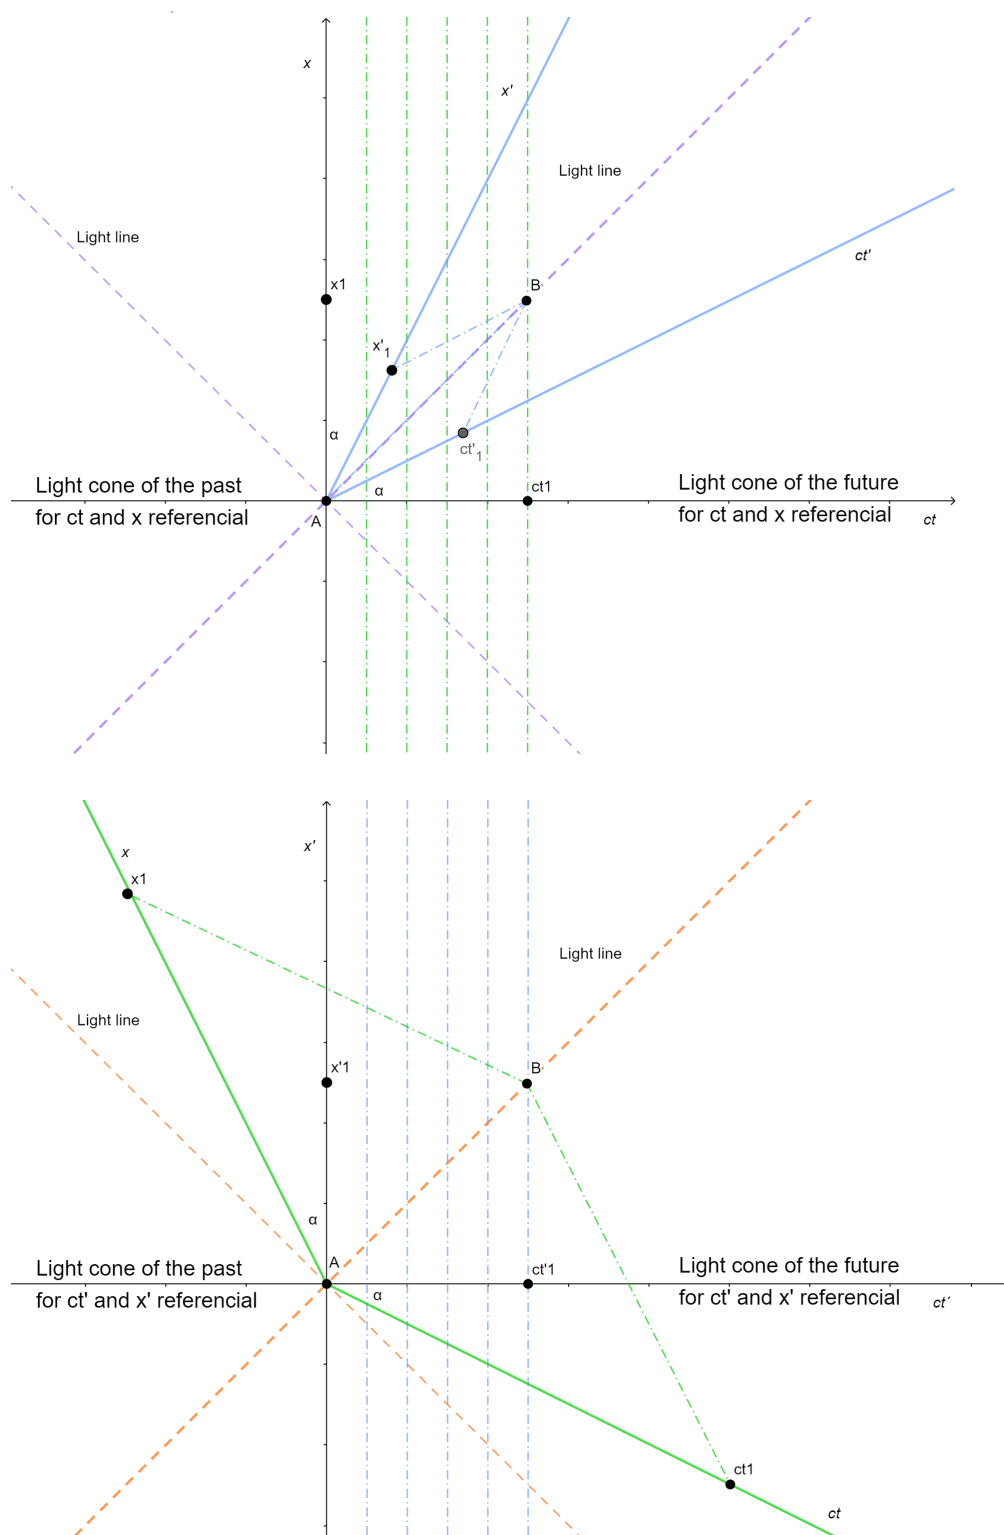 x
x'
Light line
Light line
ct'
x1
B
x'1
α
ct'1
α
ct1
Light cone of the past
for ct and x referencial
A
Light cone of the future
for ct and x referencial
ct
x'
x
x1
Light line
Light line
x'1
B
α
A
Light cone of the past
for ct' and x' referencial
α
ct'1
Light cone of the future
for ct' and x' referencial
ct´
ct1
ct